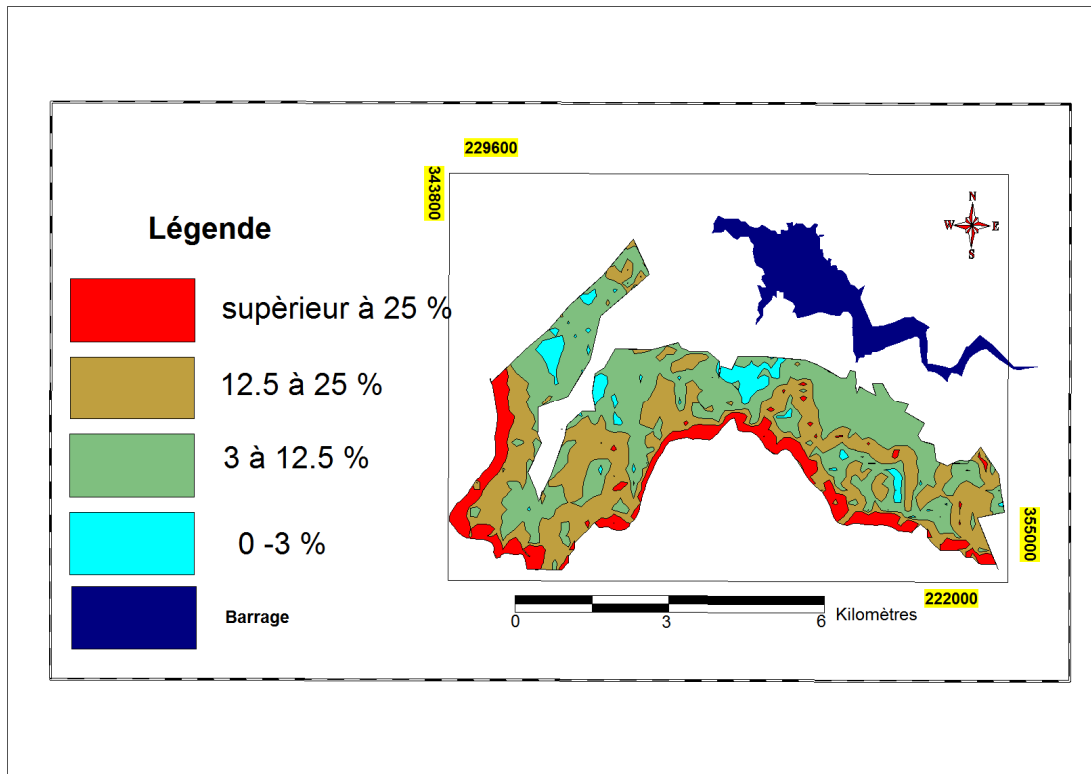 229600
343800
Légende
N
W E
S
supèrieur à 25 %
12.5 à 25 %
3 à 12.5 %
0 -3 %
Barrage
355000
222000
0 3 6 Kilomètres